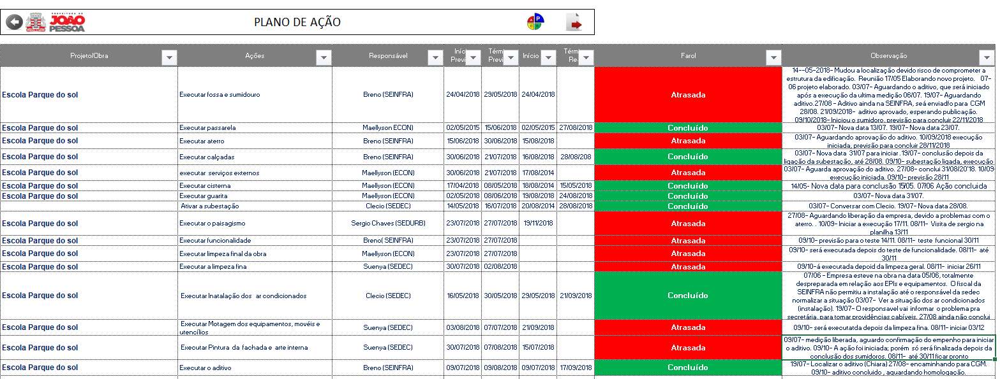 PREFEITURA DE
JOÃO
PESSOA
PLANO DE AÇÃO
A P
C D
Projeto/Obra Ações Responsável Iníc Previ Térmi Previ Início Térm Re Farol Observação
14--05-2018- Mudou a localização devido risco de comprometer a
estrutura da edificação. Reunião 17/05 Elaborando novo projeto. 07-
06 projeto elaborado. 03/07- Aguardando o aditivo, que será iniciado
Escola Parque do sol Executar fossa e sumidouro Breno (SEINFRA) 24/04/2018 29/05/2018 24/04/2018 Atrasada
após a execução da ultima medição 06/07. 19/07- Aguardando
aditivo.27/08 - Aditivo ainda na SEINFRA, seá enviadfo para CGM
28/08. 21/09/2018- aditivo aprovado, esperando publicação.
09/10/2018- Iniciou o sumidoro, previsão para concluir 22/11/2018
Escola Parque do sol Executar passarela Maellyson ECON) 02/05/2015 15/06/2018 02/05/2015 27/08/2018 Concluído 03/07- Nova data 13/07. 19/07- Nova data 23/07.
Escola Parque do sol Executar aterro Breno (SEINFRA) 15/06/2018 30/06/2018 15/08/2018 Atrasada
03/07- Aguardando aprovação do aditivo. 10/09/2018 execução
iniciada, previsão para concluir 28/11/2018
Escola Parque do sol Executar calçadas Breno (SEINFRA) 30/06/2018 21/07/2018 16/08/2018 28/08/208 Concluído
03/07- Nova data 31/07 para iniciar .19/07- conclusão depois da
ligação da subestação, até 28/08. 09/10- subestação ligada, execução
Escola Parque do sol executar serviços externos Maellyson (ECON) 30/06/2018 21/07/2018 17/08/2014 Atrasada
03/07- Aguarda aprovação do aditivo. 27/08- conclui 31/08/2018. 10/09
execução iniciada. 09/10- previsão 28/11
Escola Parque do sol Executar cisterna Maellyson (ECON) 17/04/2018 08/05/2018 18/08/2014 15/05/2018 Concluído 14/05- Nova data para conclusão 15/05. 07/06 Ação concluida
Escola Parque do sol Executar guarita Maellyson (ECON) 02/05/2018 08/06/2018 19/08/2018 24/08/2018 Concluído 03/07- Nova data 31/07.
Ativar a subestação Clecio (SEDEC) 14/05/2018 16/07/2018 20/08/2014 28/08/2018 Concluído 03/07- Conversar com Clecio. 19/07- Nova data 28/08.
Escola Parque do sol Executar o paisagismo Sergio Chaves (SEDURB) 23/07/2018 27/07/2018 19/11/2018 Atrasada
27/08- Aguardando liberação da empresa, devido a problemas com o
aterro. . 10/09- Iniciar a execução 17/11. 08/11- Visita de sergio na
planilha 13/11
Escola Parque do sol Executar funcionalidade Breno( SEINFRA) 23/07/2018 27/07/2018 Atrasada 09/10- previsão para o teste 14/11. 08/11- teste funcional 30/11
Escola Parque do sol Executar limpeza final da obra Maellyson (ECON) 23/07/2018 27/07/2018 Atrasada
09/10- será executada depois do teste de funcionalidade. 08/11- até
30/11
Escola Parque do sol Executar a limpeza fina Suenya (SEDEC) 30/07/2018 02/08/2018 Atrasada 09/10-á executada depoid da limpeza geral. 08/11- iniciar 26/11
Escola Parque do sol Executar Instalação dos ar condicionados Clecio (SEDEC) 16/05/2018 30/05/2018 29/05/2018 21/09/2018 Concluído
07/06 - Empresa esteve na obra na data 05/06, totalmente
despreparada em relação aos EPIs e equipamentos. O fiscal da
SEINFRA não permitiu a instalação até o responsável da sedec
normalizar a situação 03/07- Ver a situação dos ar condicionados
(instalação). 19/07- O responsavel vai informar o problema pra
secretária, para tomar providências cabíveis. 27/08 ainda não conclui
Escola Parque do sol Executar Motagem dos equipamentos, movéis e
utencílios Suenya (SEDEC) 03/08/2018 07/07/2018 21/09/2018 Atrasada 09/10- será executatda depois da limpeza fina. 08/11- iniciar 03/12
Escola Parque do sol Executar Pintura da fachada e arte interna Suenya (SEDEC) 30/07/2018 07/08/2018 15/07/2018 Atrasada
09/07- medição liberada, aguardo confirmação do empenho para iniciar
o aditivo. 09/10- A ação foi iniciada; porém só será finalizada depois da
conclusão dos sumidoros. 08/11- até 30/11 ficar pronto
Escola Parque do sol Executar o aditivo Breno (SEINFRA) 09/07/2018 09/08/2018 09/07/2018 17/09/2018 Concluído
19/07- Localizar o aditivo (Chiara) 27/08- encaminhando para CGM.
09/10- aditivo concluido , aguardando homologação.